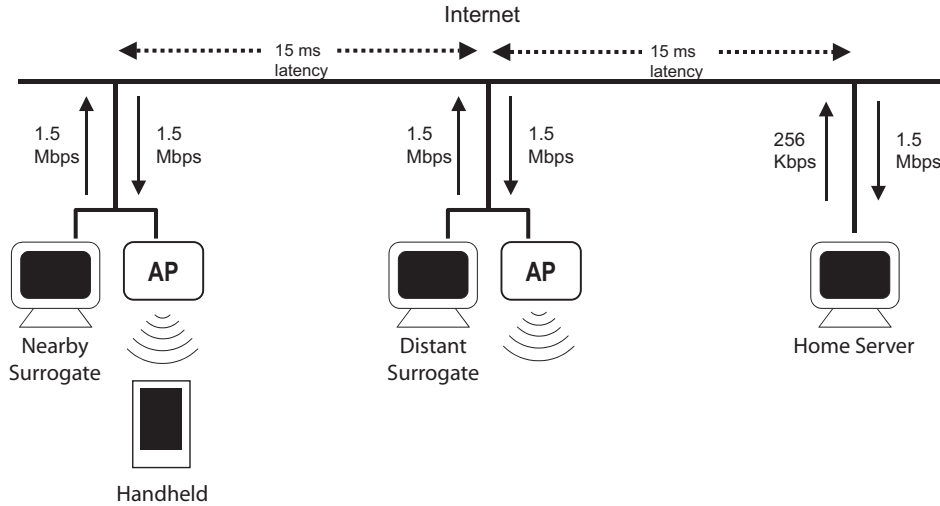 Internet
15 ms
latency
15 ms
latency
1.5
Mbps
1.5
Mbps
1.5
Mbps
1.5
Mbps
256
Kbps
1.5
Mbps
AP
AP
Nearby
Surrogate
Distant
Surrogate
Home Server
Handheld